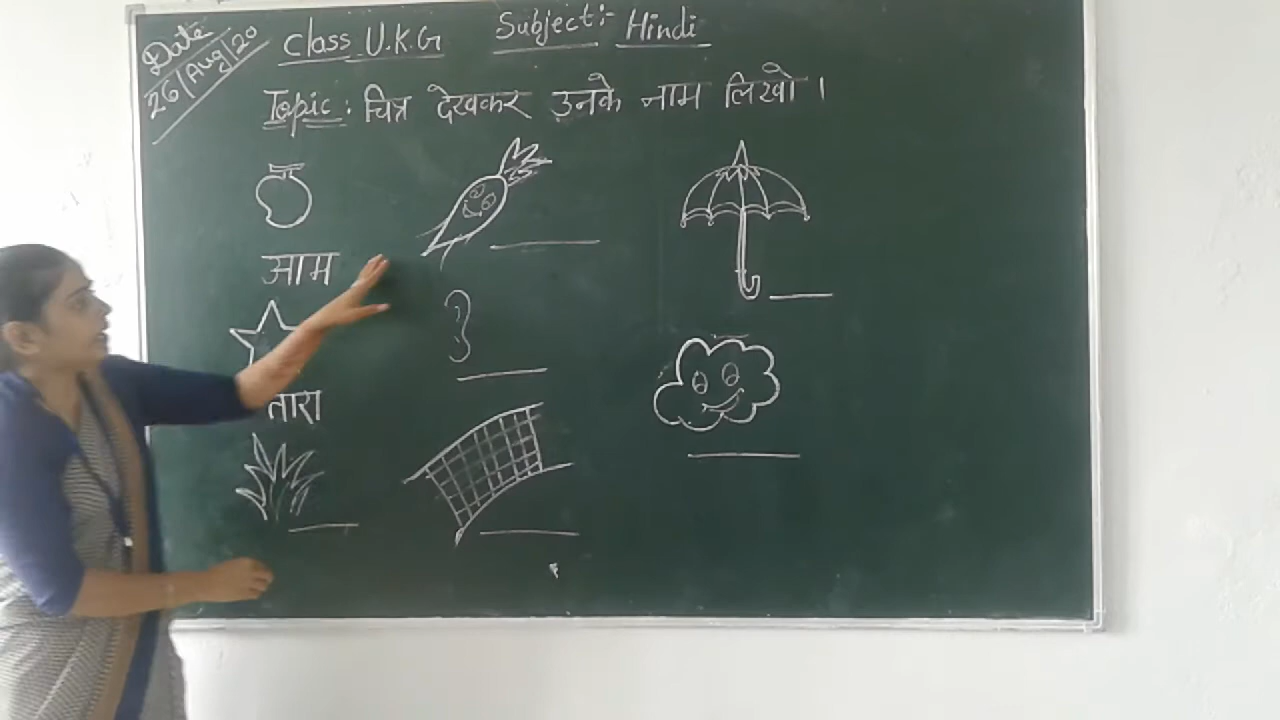 Date
26/Aug/20
Class U.K.G
Subject:- Hindi
Topic: चित्र देखकर उनके नाम लिखो ।
आम
तारा